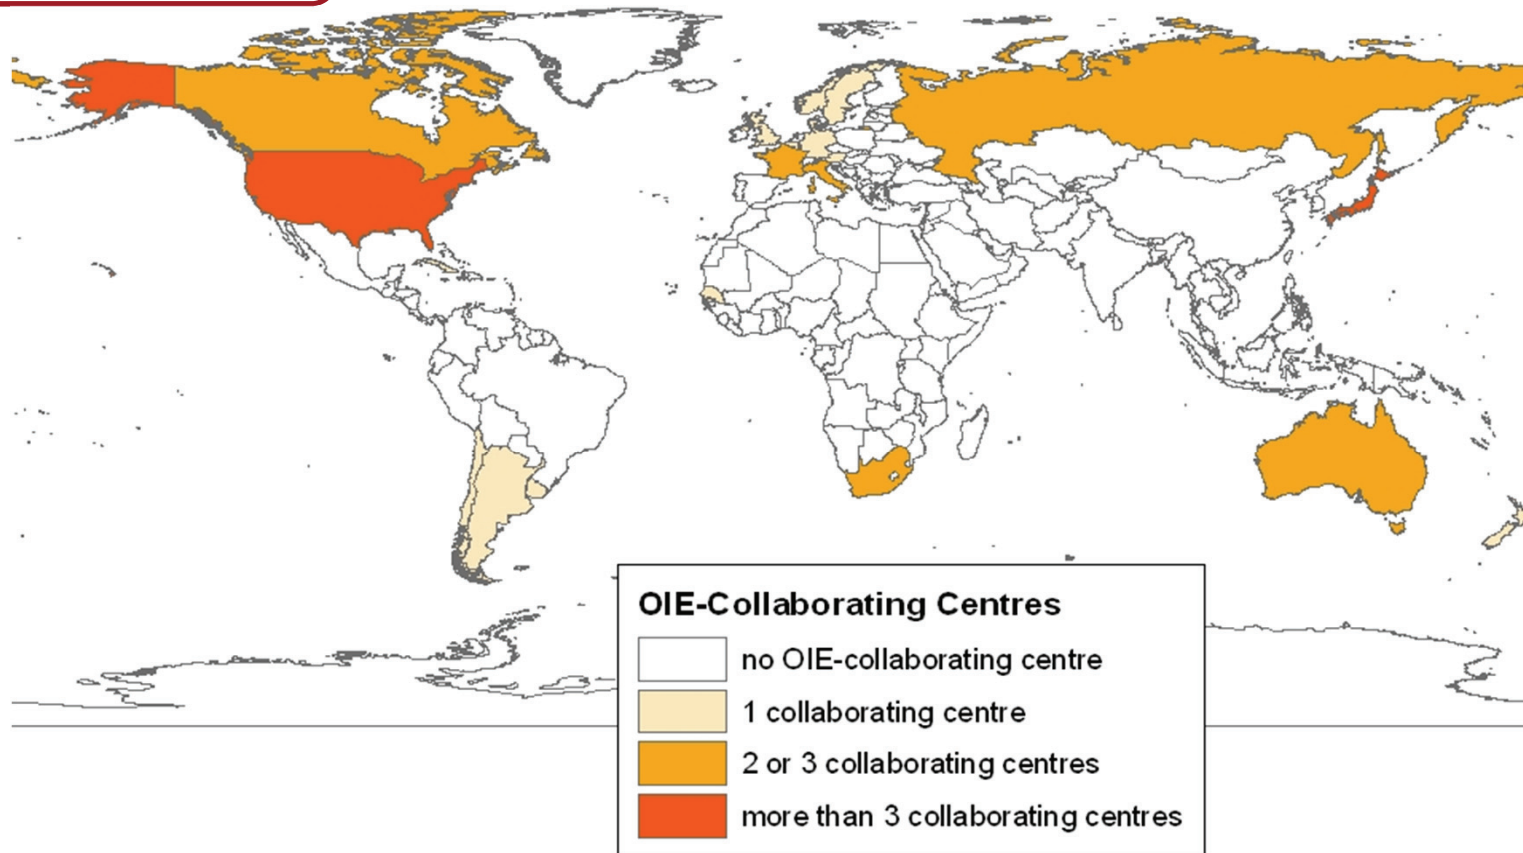 OIE-Collaborating Centres
no OIE-collaborating centre
1 collaborating centre
2 or 3 collaborating centres
more than 3 collaborating centres